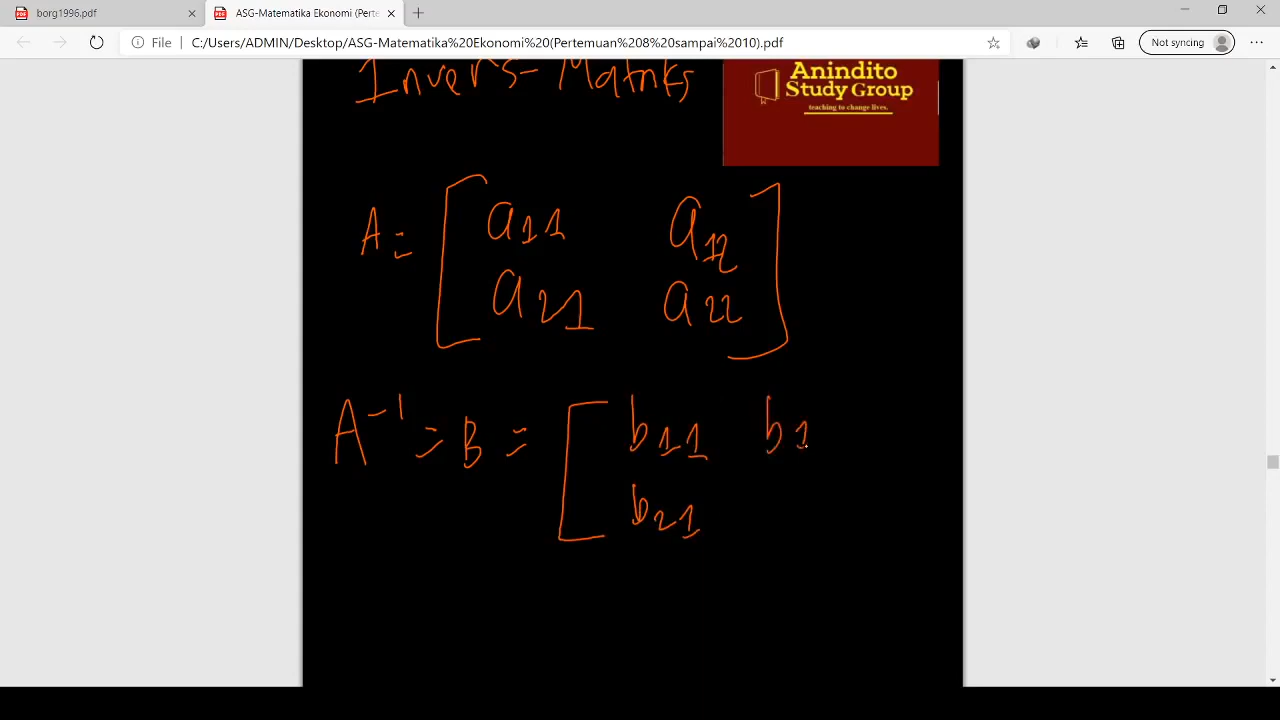 borg1996.pdf
ASG-Matematika Ekonomi (Perte
File
C:/Users/ADMIN/Desktop/ASG-Matematika%20Ekonomi%20(Pertemuan%208%20sampai%2010).pdf
Not syncing
Invers-Matriks
Anindito
Study Group
teaching to change lives.
A = [ a11 a12
a21 a22 ]
A⁻¹ = B = [ b11 b1
b21